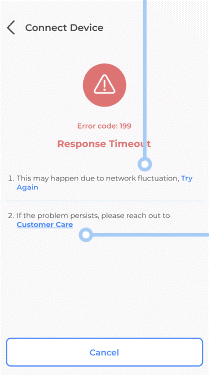 Connect Device
Error code: 199
Response Timeout
1. This may happen due to network fluctuation, Try
Again
2. If the problem persists, please reach out to
Customer Care
Cancel